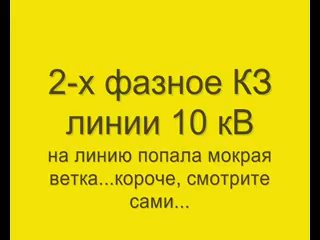 2-х фазное КЗ
линии 10 кВ
на линию попала мокрая
ветка...короче, смотрите
сами...